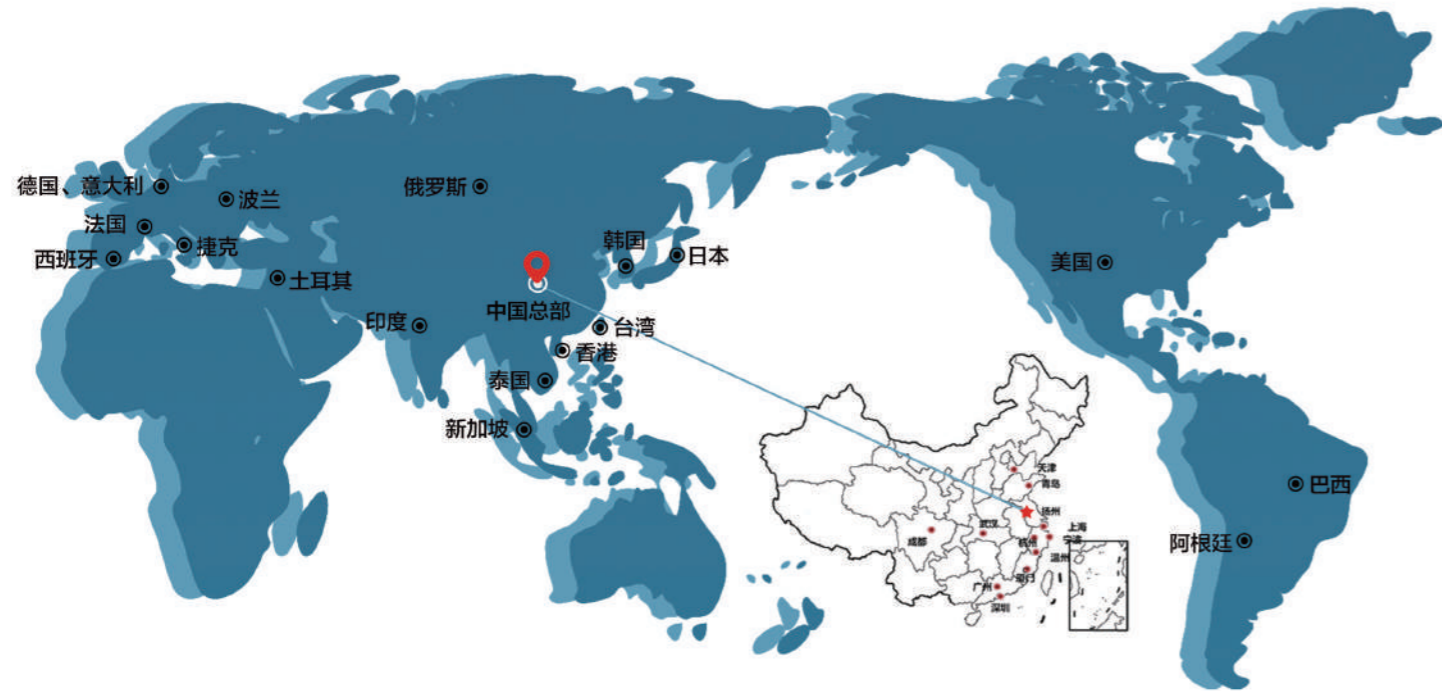 德国、意大利
波兰
俄罗斯
法国
捷克
韩国
日本
西班牙
美国
土耳其
中国总部
印度
台湾
香港
泰国
新加坡
天津
青岛
巴西
扬州
武汉
上海
成都
杭州
宁波
阿根廷
温州
厦门
广州
深圳